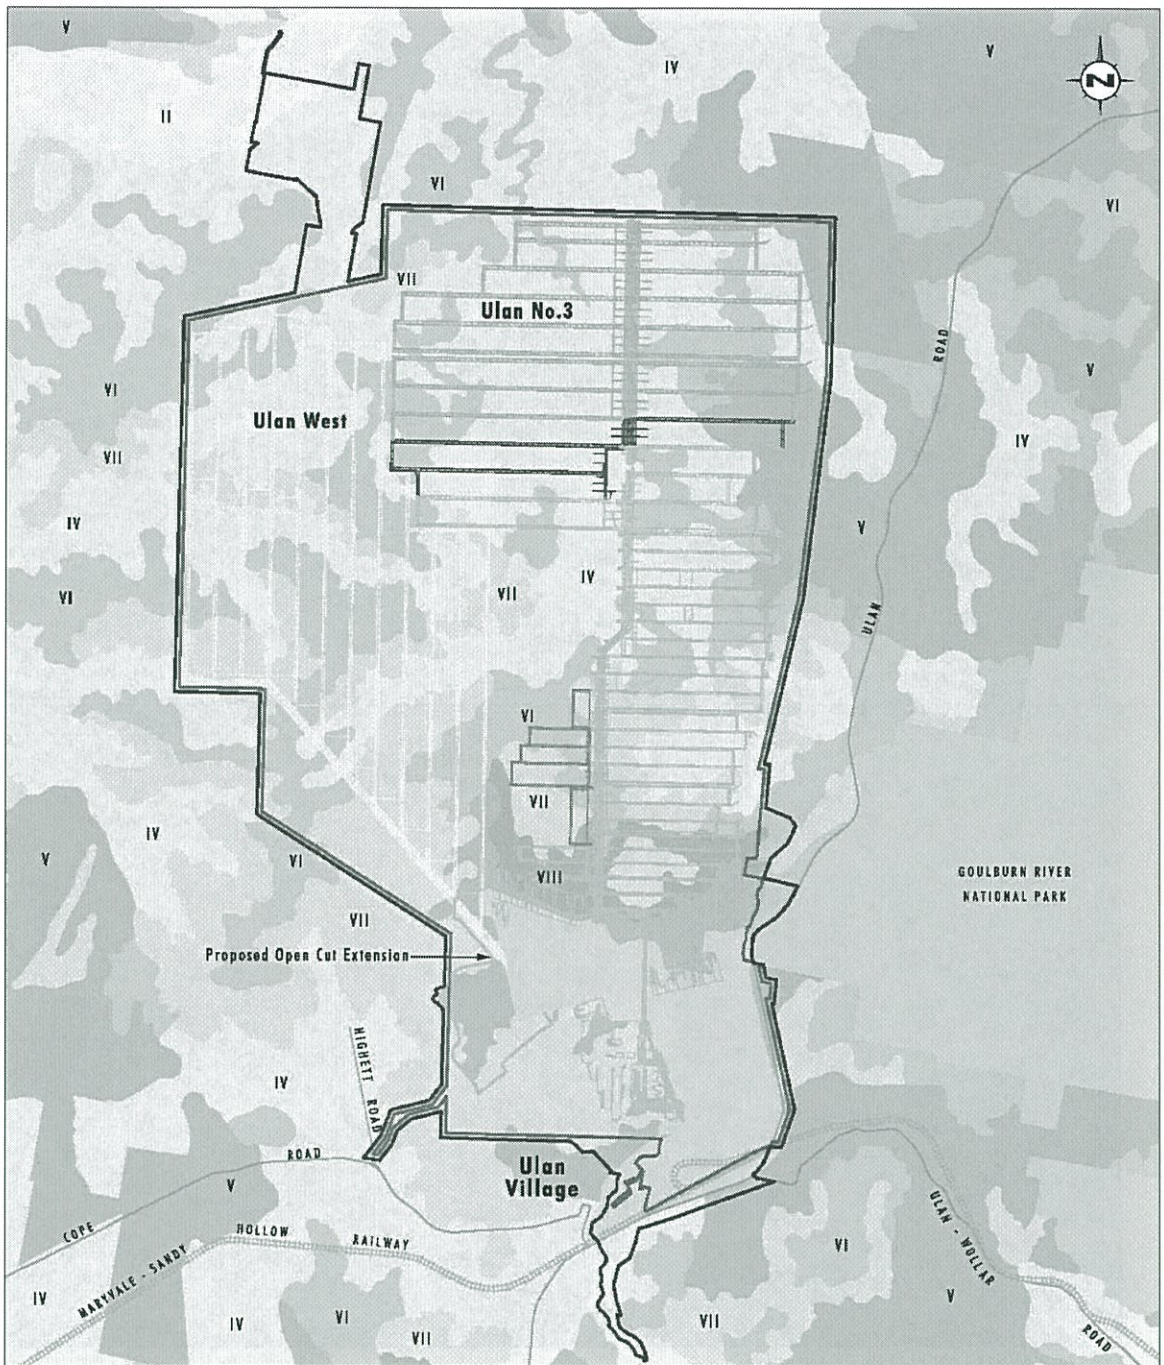 V
IV
V
N
II
VI
VI
VII
Ulan No.3
ROAD
VI
V
Ulan West
VII
IV
IV
V
VII
IV
VI
ULAN
VI
VII
IV
V
VI
VIII
GOULBURN RIVER
NATIONAL PARK
VII
Proposed Open Cut Extension
HIGHETT ROAD
IV
ROAD
Ulan
Village
V
COPE
HOLLOW
RAILWAY
MARYVALE - SANDY
ULAN - WOLLAR
ROAD
VI
V
IV
VI
IV
VII
VII